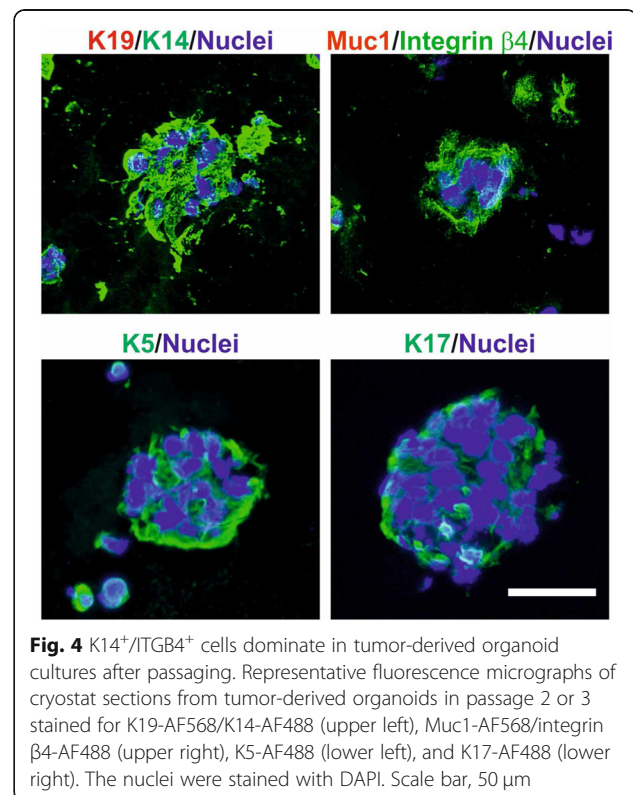 K19/K14/Nuclei
Muc1/Integrin β4/Nuclei
K5/Nuclei
K17/Nuclei
Fig. 4 K14⁺/ITGB4⁺ cells dominate in tumor-derived organoid
cultures after passaging. Representative fluorescence micrographs of
cryostat sections from tumor-derived organoids in passage 2 or 3
stained for K19-AF568/K14-AF488 (upper left), Muc1-AF568/integrin
β4-AF488 (upper right), K5-AF488 (lower left), and K17-AF488 (lower
right). The nuclei were stained with DAPI. Scale bar, 50 μm